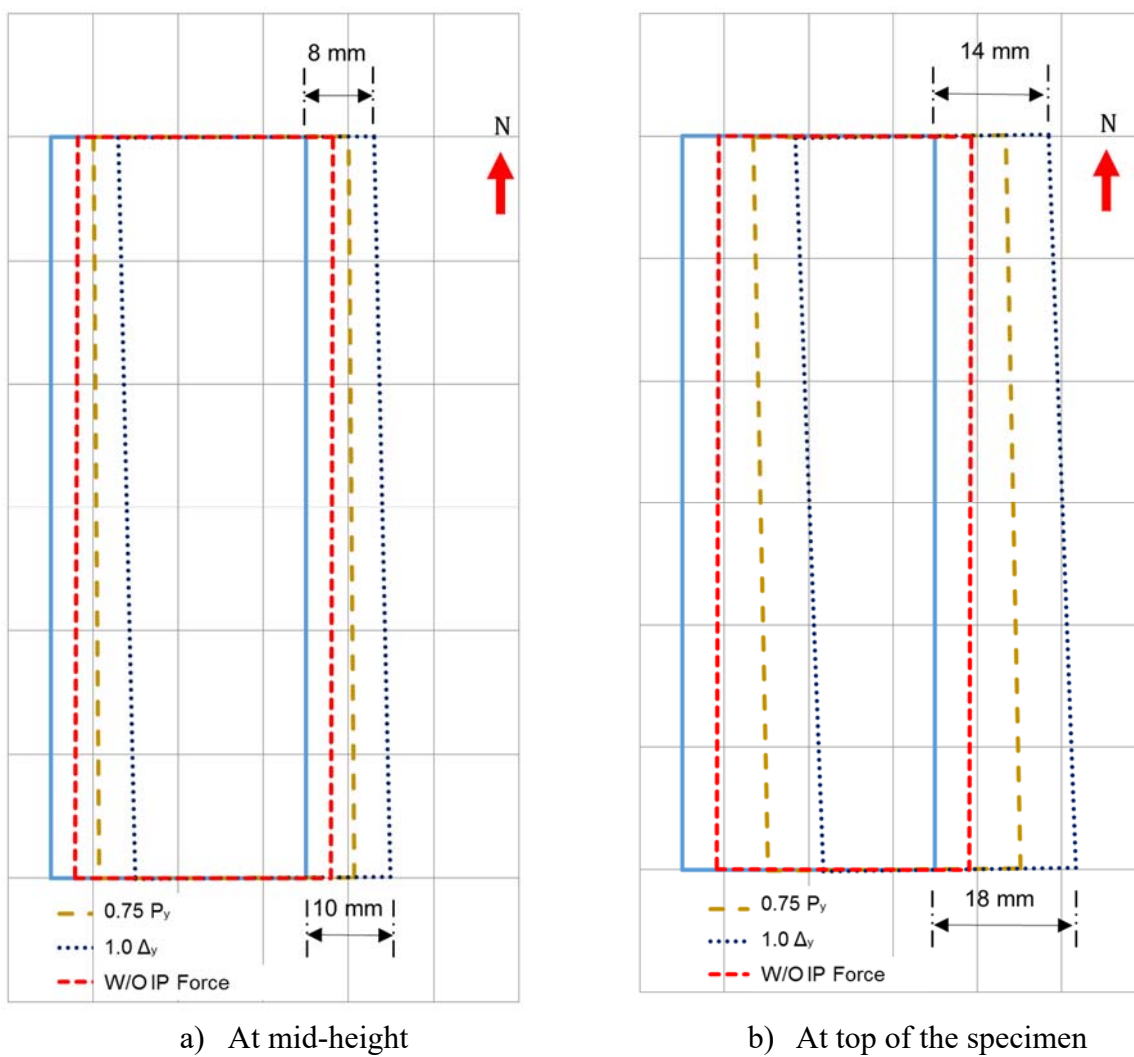 8 mm
N
10 mm
0.75 Py
1.0 Δy
W/O IP Force
a) At mid-height
14 mm
N
18 mm
0.75 Py
1.0 Δy
W/O IP Force
b) At top of the specimen